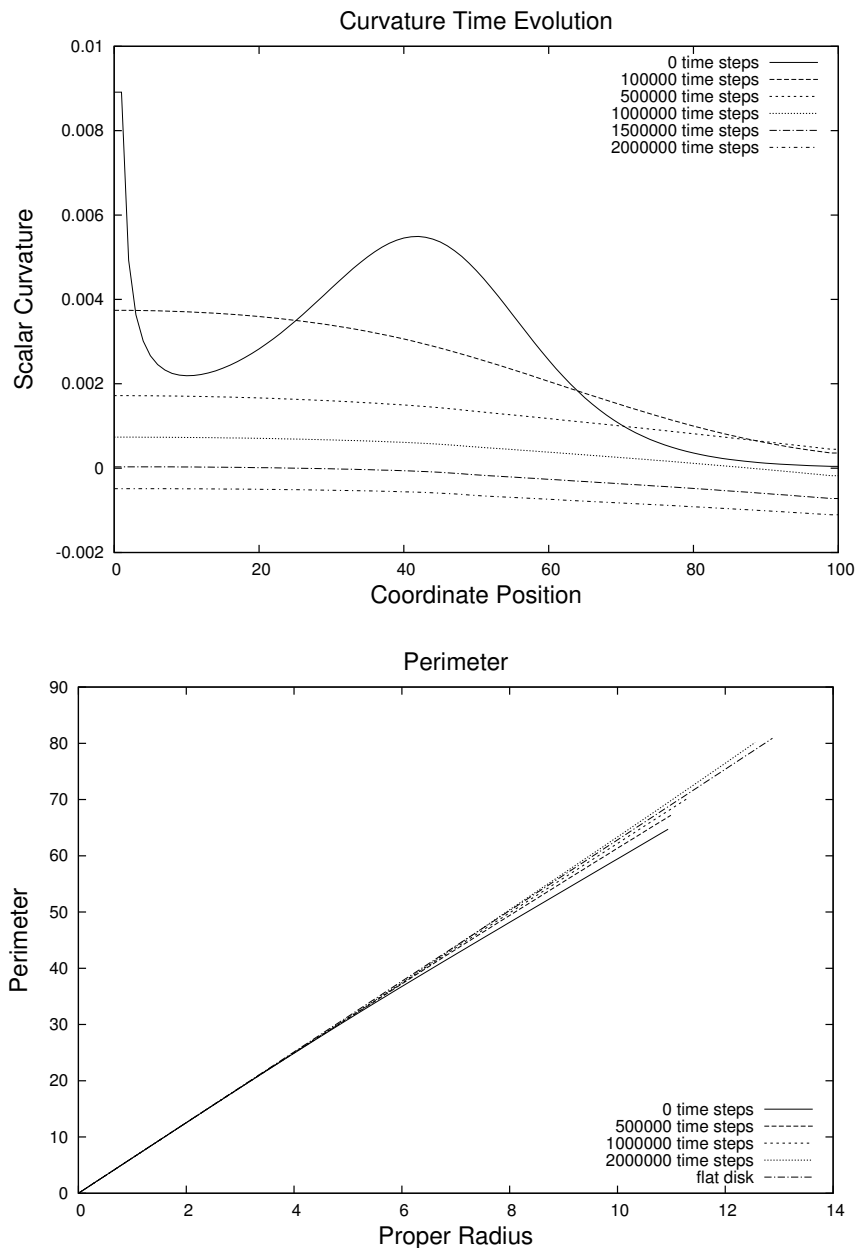 Curvature Time Evolution
0.01
0.008
0.006
0.004
0.002
0
-0.002
Scalar Curvature
0 time steps
100000 time steps
500000 time steps
1000000 time steps
1500000 time steps
2000000 time steps
0 20 40 60 80 100
Coordinate Position
Perimeter
90
80
70
60
50
40
30
20
10
0
Perimeter
0 time steps
500000 time steps
1000000 time steps
2000000 time steps
flat disk
0 2 4 6 8 10 12 14
Proper Radius